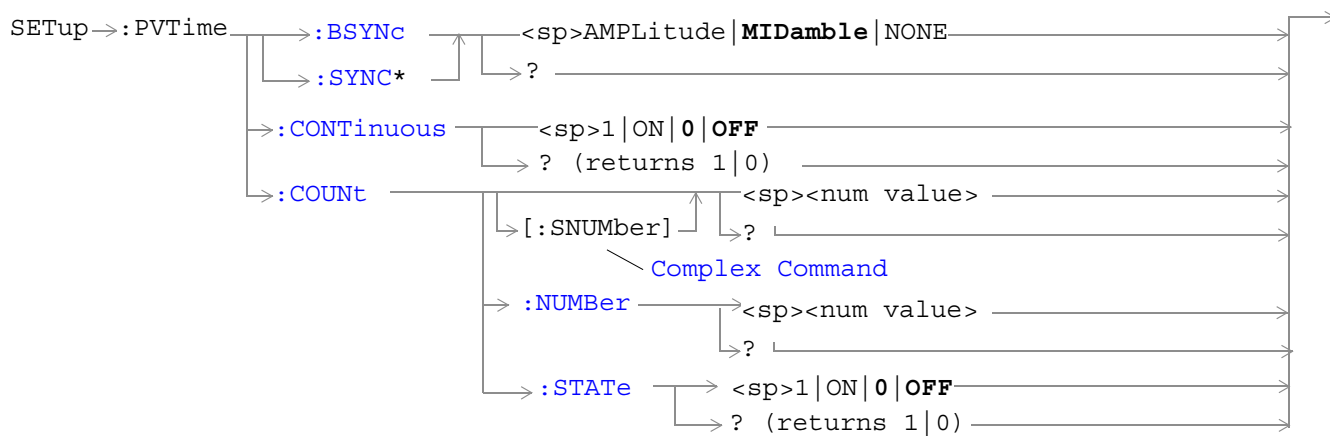 SETup :PVTime :BSYNc <sp>AMPLitude|MIDamble|NONE
:SYNC* ?
:CONTinuous <sp>1|ON|0|OFF
? (returns 1|0)
:COUNt <sp><num value>
[:SNUMber] ?
Complex Command
:NUMBer <sp><num value>
?
:STATe <sp>1|ON|0|OFF
? (returns 1|0)